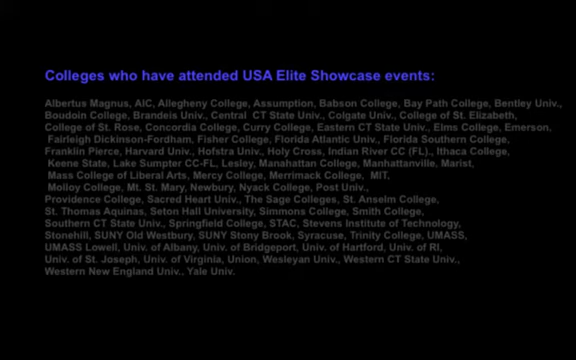 Colleges who have attended USA Elite Showcase events:
Albertus Magnus, AIC, Allegheny College, Assumption, Babson College, Bay Path College, Bentley Univ.,
Boudoin College, Brandeis Univ., Central CT State Univ., Colgate Univ., College of St. Elizabeth,
College of St. Rose, Concordia College, Curry College, Eastern CT State Univ., Elms College, Emerson,
Fairleigh Dickinson-Fordham, Fisher College, Florida Atlantic Univ., Florida Southern College,
Franklin Pierce, Harvard Univ., Hofstra Univ., Holy Cross, Indian River CC (FL)., Ithaca College,
Keene State, Lake Sumpter CC-FL, Lesley, Manahattan College, Manhattanville, Marist,
Mass College of Liberal Arts, Mercy College, Merrimack College, MIT,
Molloy College, Mt. St. Mary, Newbury, Nyack College, Post Univ.,
Providence College, Sacred Heart Univ., The Sage Colleges, St. Anselm College,
St. Thomas Aquinas, Seton Hall University, Simmons College, Smith College,
Southern CT State Univ., Springfield College, STAC, Stevens Institute of Technology,
Stonehill, SUNY Old Westbury, SUNY Stony Brook, Syracuse, Trinity College, UMASS,
UMASS Lowell, Univ. of Albany, Univ. of Bridgeport, Univ. of Hartford, Univ. of RI,
Univ. of St. Joseph, Univ. of Virginia, Union, Wesleyan Univ., Western CT State Univ.,
Western New England Univ., Yale Univ.